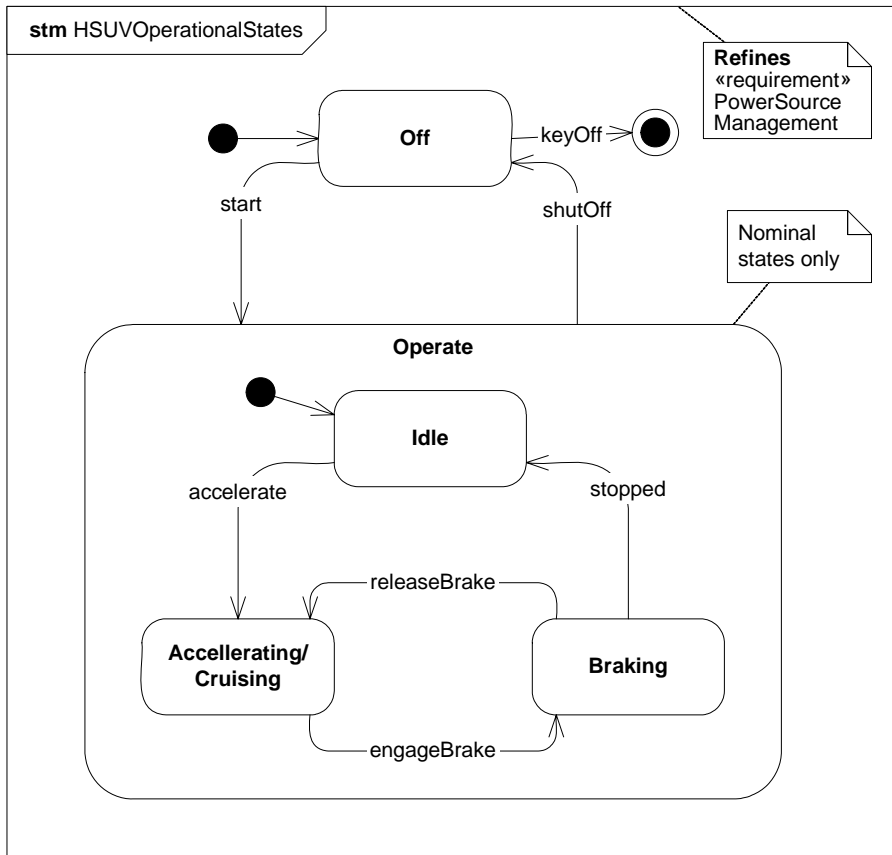 stm HSUVOperationalStates
Refines
«requirement»
PowerSource
Management
Off
keyOff
start
shutOff
Nominal
states only
Operate
Idle
accelerate
stopped
releaseBrake
Accellerating/
Cruising
Braking
engageBrake